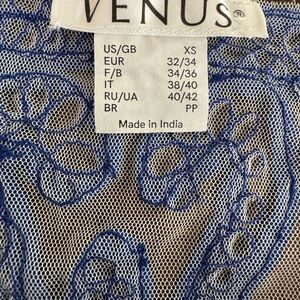 VENUS®
US/GB XS
EUR 32/34
F/B 34/36
IT 38/40
RU/UA 40/42
BR PP
Made in India